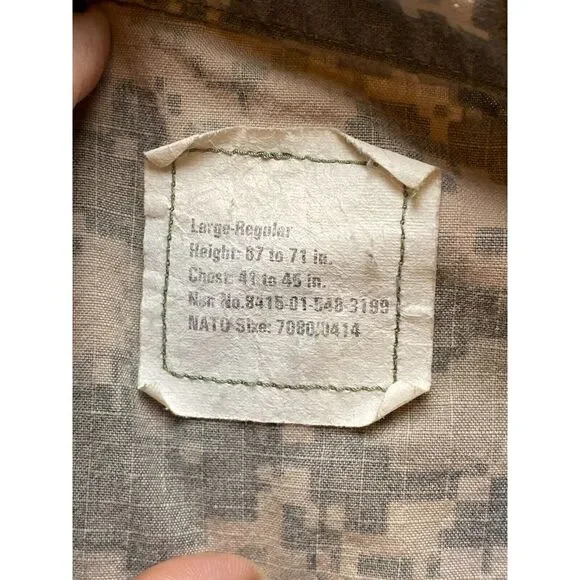 Large-Regular
Height: 67 to 71 in.
Chest: 41 to 45 in.
Nsn No.8415-01-548-3199
NATO Size: 7080/0414